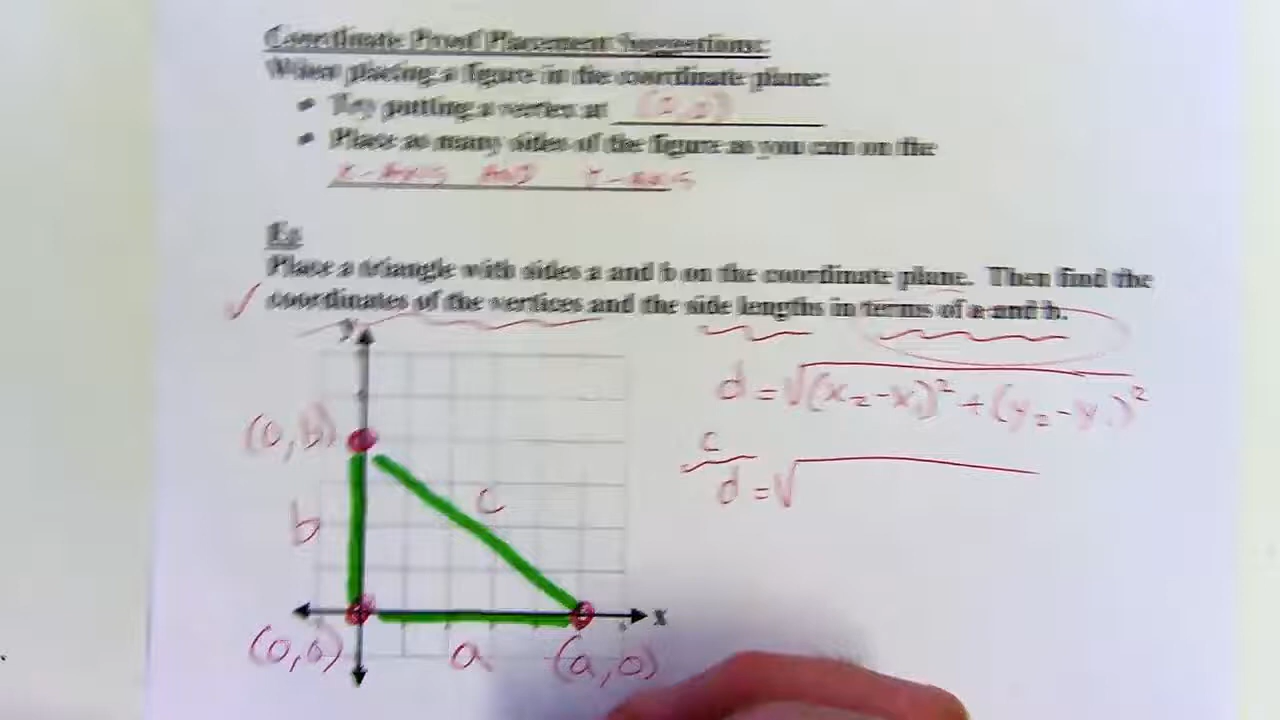 Coordinate Proof Placement Suggestions:
When placing a figure in the coordinate plane:
• Try putting a vertex at (0,0)
• Place as many sides of the figure as you can on the
x-axis AND y-axis
Ex
Place a triangle with sides a and b on the coordinate plane. Then find the
✓ coordinates of the vertices and the side lengths in terms of a and b.
y
d = √(x₂-x₁)² + (y₂-y₁)²
(0,b)
c
d = √
c
b
x
(0,0)
a
(a,0)